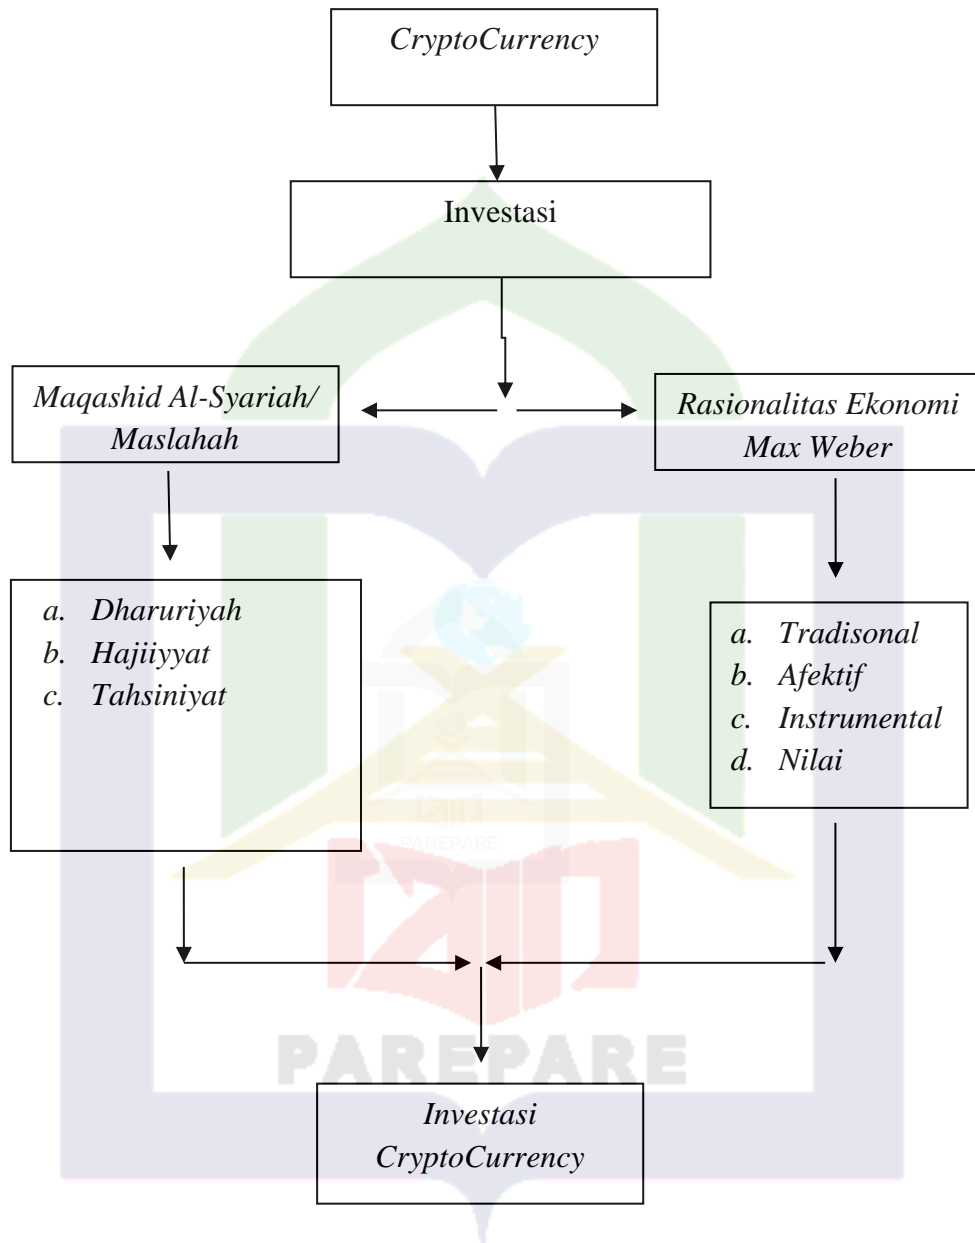 CryptoCurrency
Investasi
Maqashid Al-Syariah/
Maslahah
Rasionalitas Ekonomi
Max Weber
a. Dharuriyah
b. Hajiiyyat
c. Tahsiniyat
a. Tradisonal
b. Afektif
c. Instrumental
d. Nilai
PAREPARE
PAREPARE
Investasi
CryptoCurrency